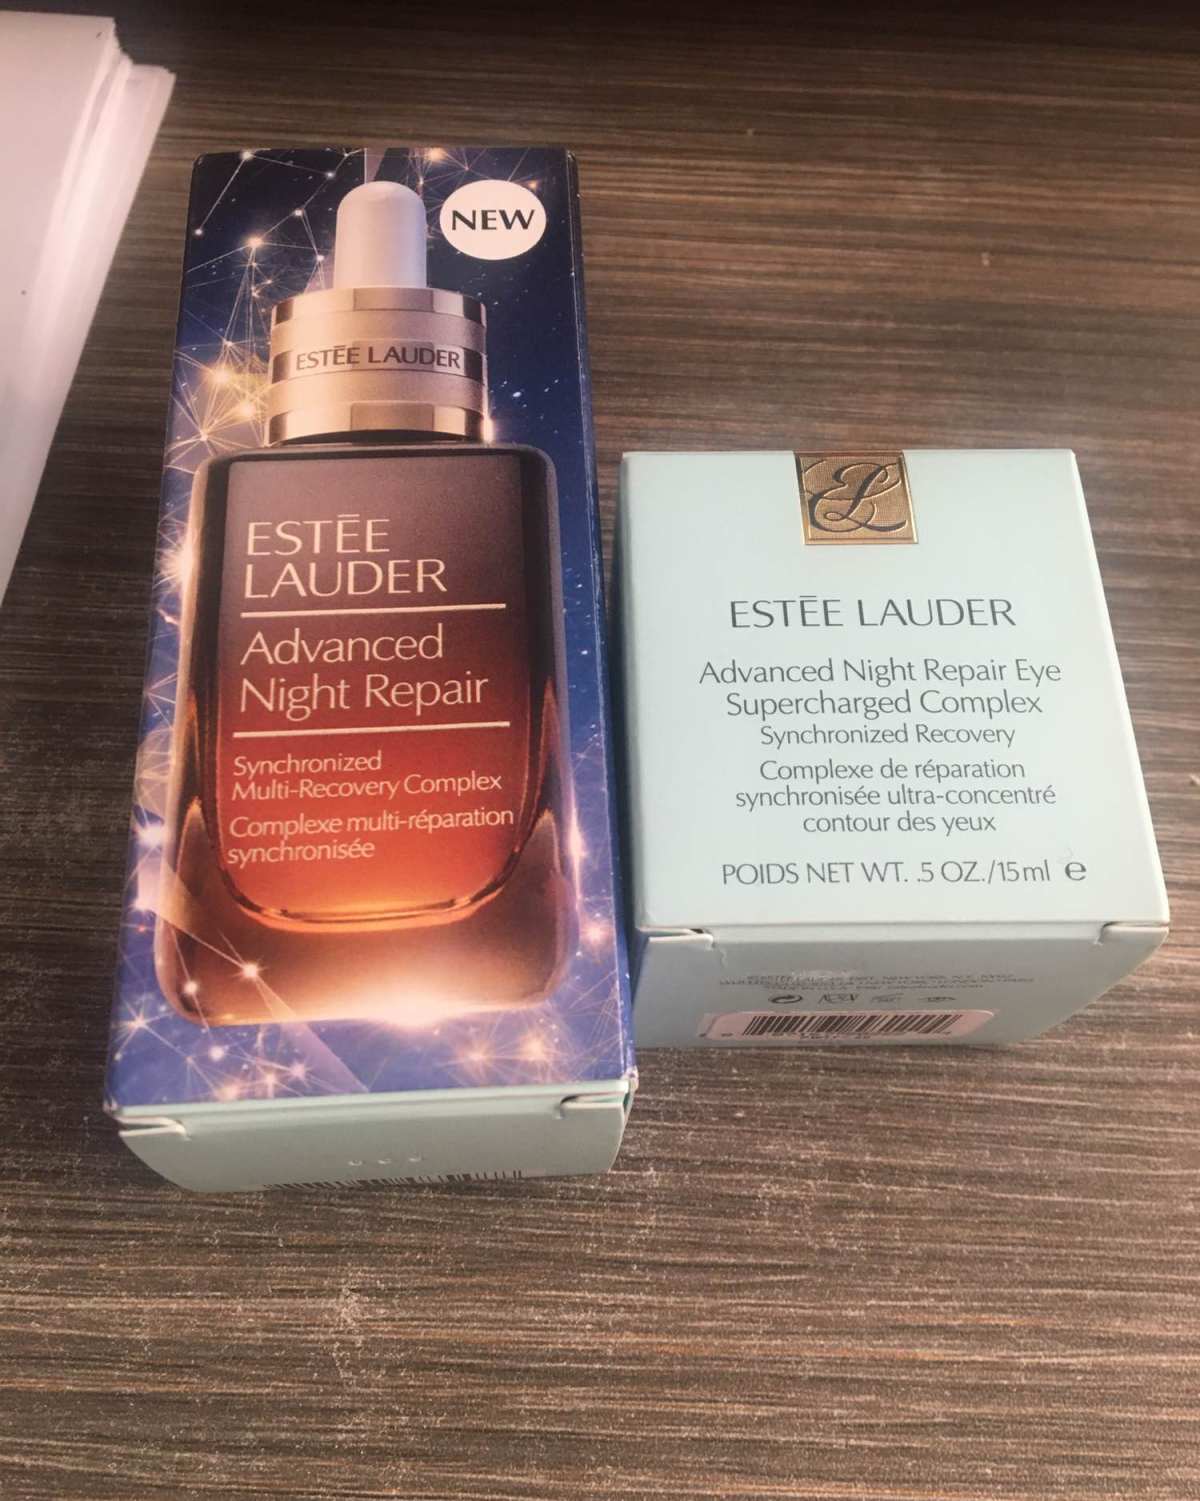 NEW
ESTĒE LAUDER
ESTĒE
LAUDER
Advanced
Night Repair
Synchronized
Multi-Recovery Complex
Complexe multi-réparation
synchronisée
ESTĒE LAUDER
Advanced Night Repair Eye
Supercharged Complex
Synchronized Recovery
Complexe de réparation
synchronisée ultra-concentré
contour des yeux
POIDS NET WT. .5 OZ./15ml e